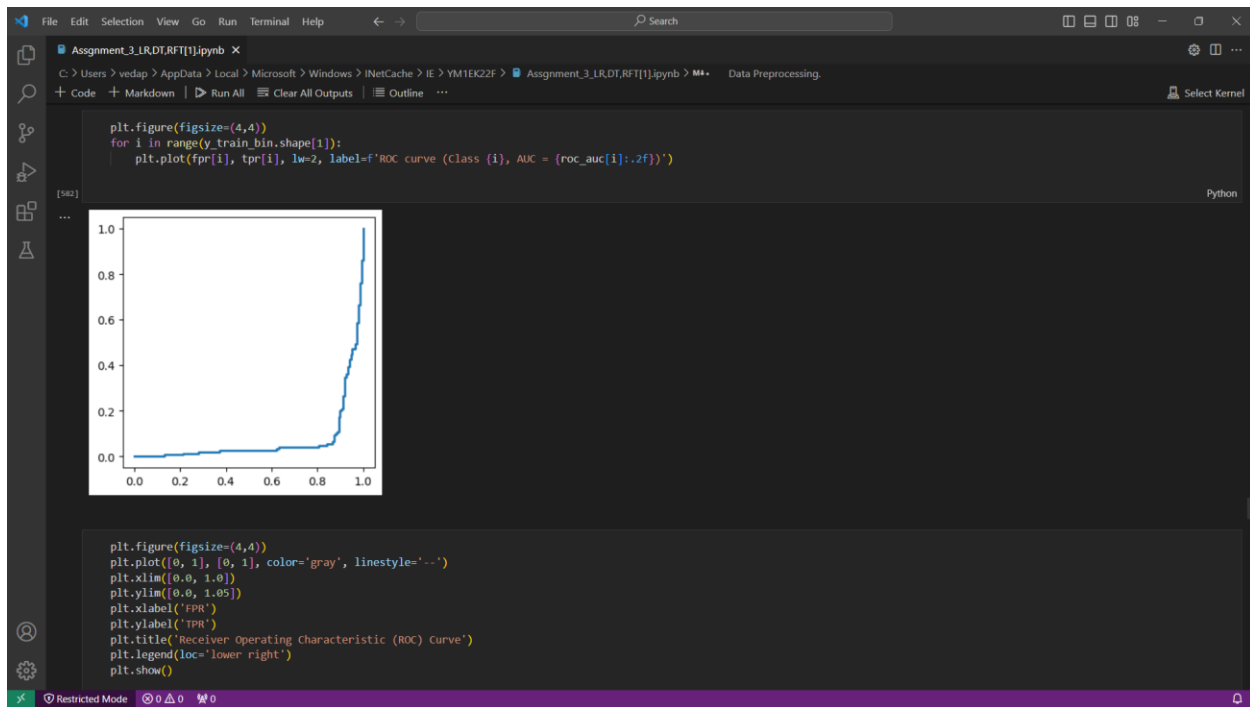 File Edit Selection View Go Run Terminal Help Search
Assgnment_3_LR,DT,RFT[1].ipynb
C: > Users > vedap > AppData > Local > Microsoft > Windows > INetCache > IE > YM1EK22F > Assgnment_3_LR,DT,RFT[1].ipynb > M↓ Data Preprocessing.
+ Code + Markdown | Run All Clear All Outputs | Outline ... Select Kernel
plt.figure(figsize=(4,4))
for i in range(y_train_bin.shape[1]):
    plt.plot(fpr[i], tpr[i], lw=2, label=f'ROC curve (Class {i}, AUC = {roc_auc[i]:.2f})')
[582] Python
...
1.0
0.8
0.6
0.4
0.2
0.0
0.0 0.2 0.4 0.6 0.8 1.0
plt.figure(figsize=(4,4))
plt.plot([0, 1], [0, 1], color='gray', linestyle='--')
plt.xlim([0.0, 1.0])
plt.ylim([0.0, 1.05])
plt.xlabel('FPR')
plt.ylabel('TPR')
plt.title('Receiver Operating Characteristic (ROC) Curve')
plt.legend(loc='lower right')
plt.show()
Restricted Mode 0 0 0